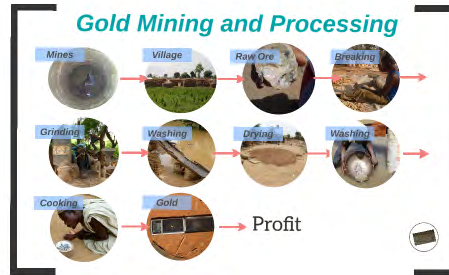 Gold Mining and Processing
Mines
Village
Raw Ore
Breaking
Grinding
Washing
Drying
Washing
Cooking
Gold
Profit